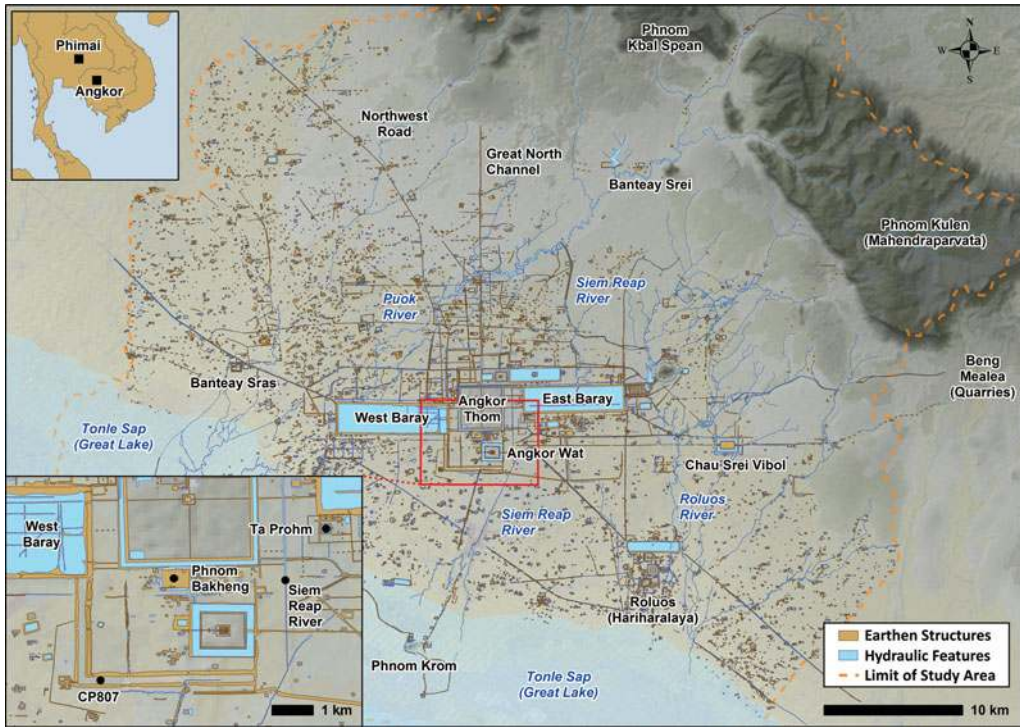 Phimai
Angkor
Phnom
Kbal Spean
N
W
E
S
Northwest
Road
Great North
Channel
Banteay Srei
Phnom Kulen
(Mahendraparvata)
Puok
River
Siem Reap
River
Beng
Mealea
(Quarries)
Banteay Sras
West Baray
Angkor
Thom
East Baray
Tonle Sap
(Great Lake)
Angkor Wat
Chau Srei Vibol
Siem Reap
River
Roluos
River
Roluos
(Hariharalaya)
Phnom Krom
Tonle Sap
(Great Lake)
West
Baray
Ta Prohm
Phnom
Bakheng
Siem
Reap
River
CP807
1 km
Earthen Structures
Hydraulic Features
Limit of Study Area
10 km